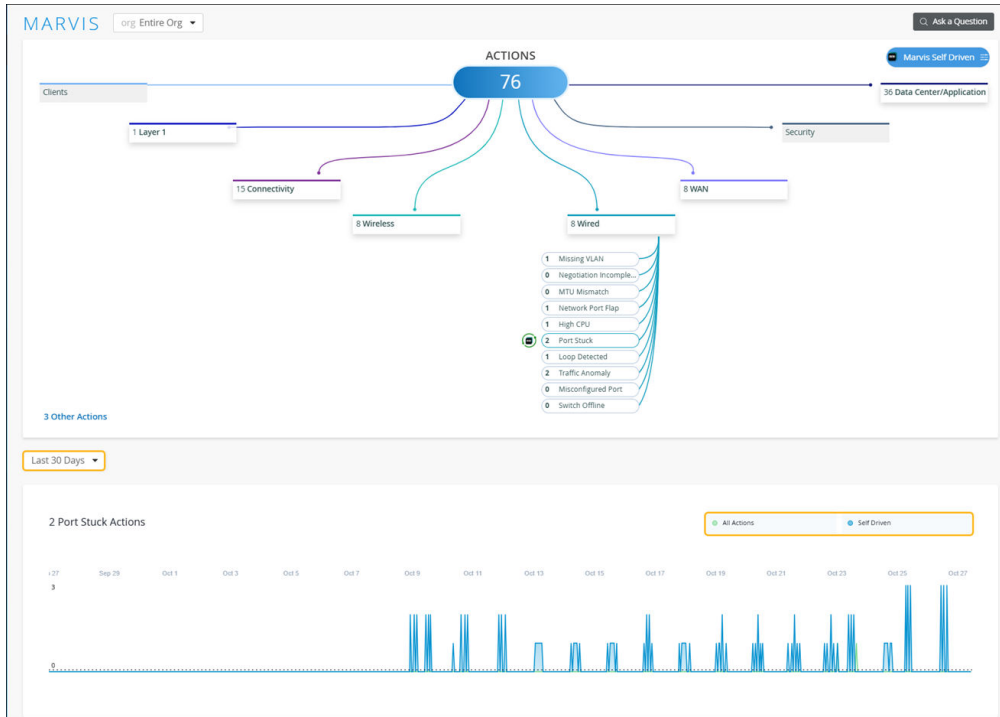 MARVIS
org Entire Org
Ask a Question
ACTIONS
76
Marvis Self Driven
Clients
36 Data Center/Application
1 Layer 1
Security
15 Connectivity
8 WAN
8 Wireless
8 Wired
1 Missing VLAN
0 Negotiation Incomple...
0 MTU Mismatch
1 Network Port Flap
1 High CPU
2 Port Stuck
1 Loop Detected
2 Traffic Anomaly
0 Misconfigured Port
0 Switch Offline
3 Other Actions
Last 30 Days
2 Port Stuck Actions
All Actions
Self Driven
27 Sep 29 Oct 1 Oct 3 Oct 5 Oct 7 Oct 9 Oct 11 Oct 13 Oct 15 Oct 17 Oct 19 Oct 21 Oct 23 Oct 25 Oct 27
3
0